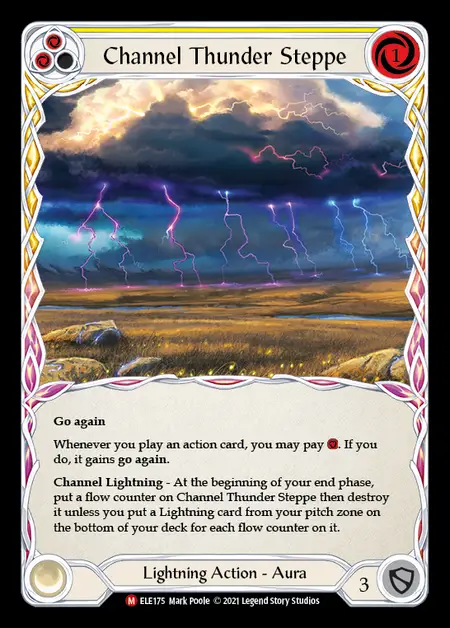 Channel Thunder Steppe
1
Go again
Whenever you play an action card, you may pay . If you
do, it gains go again.
Channel Lightning - At the beginning of your end phase,
put a flow counter on Channel Thunder Steppe then destroy
it unless you put a Lightning card from your pitch zone on
the bottom of your deck for each flow counter on it.
Lightning Action - Aura
3
M ELE175 Mark Poole © 2021 Legend Story Studios